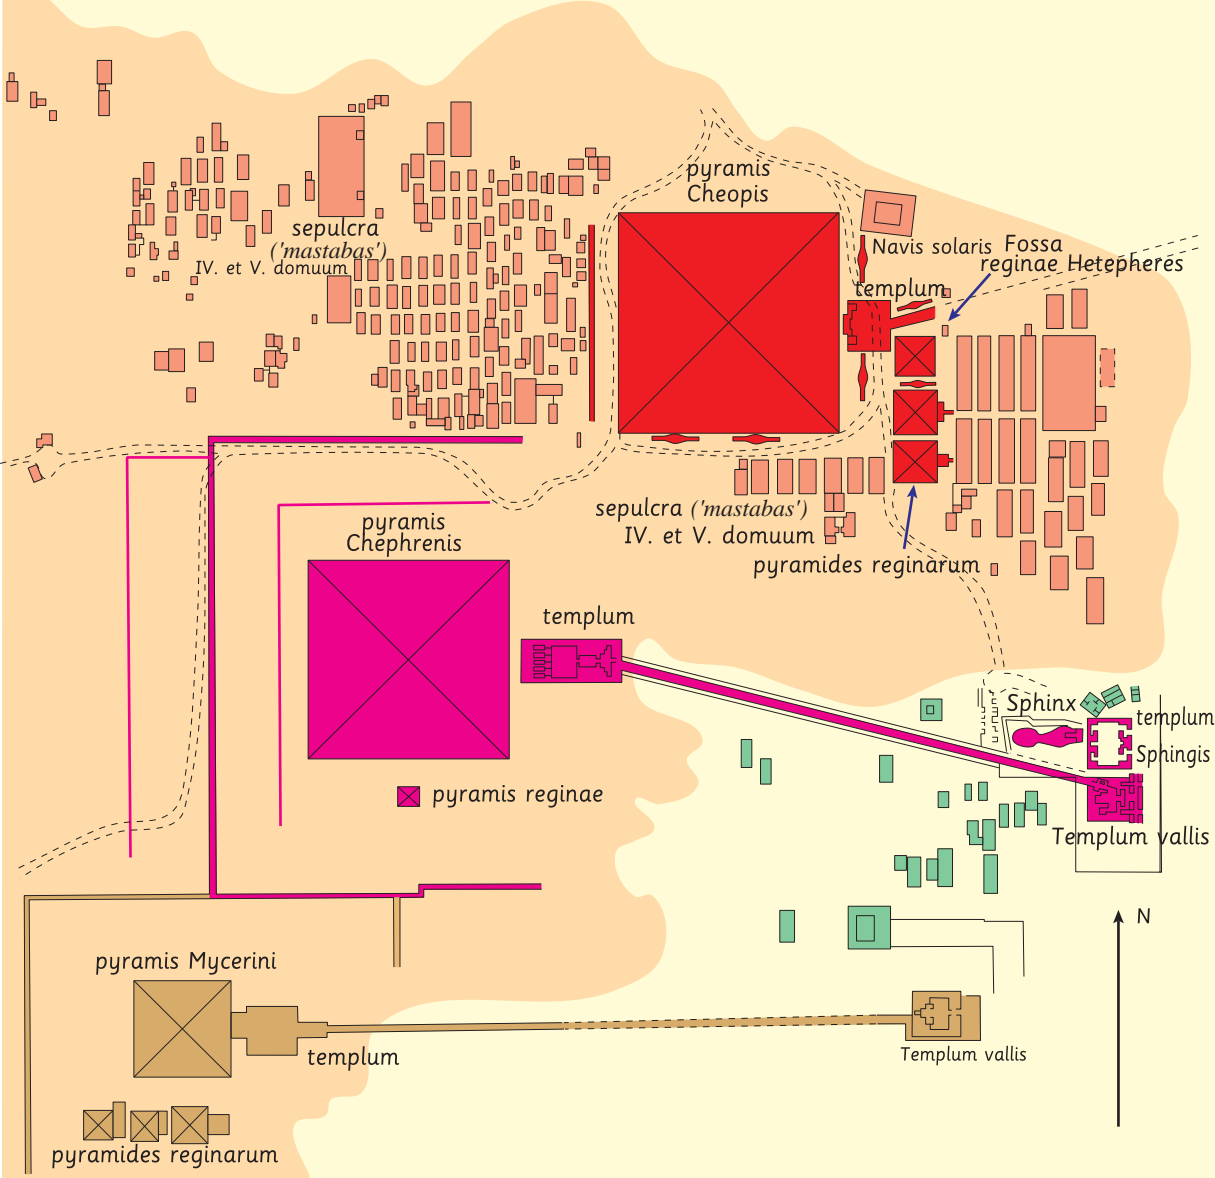 pyramis
Cheopis
sepulcra
('mastabas')
IV. et V. domuum
Navis solaris
Fossa
reginae Hetepheres
templum
sepulcra ('mastabas')
IV. et V. domuum
pyramides reginarum
pyramis
Chephrenis
templum
Sphinx
templum
Sphingis
pyramis reginae
Templum vallis
N
pyramis Mycerini
templum
Templum vallis
pyramides reginarum